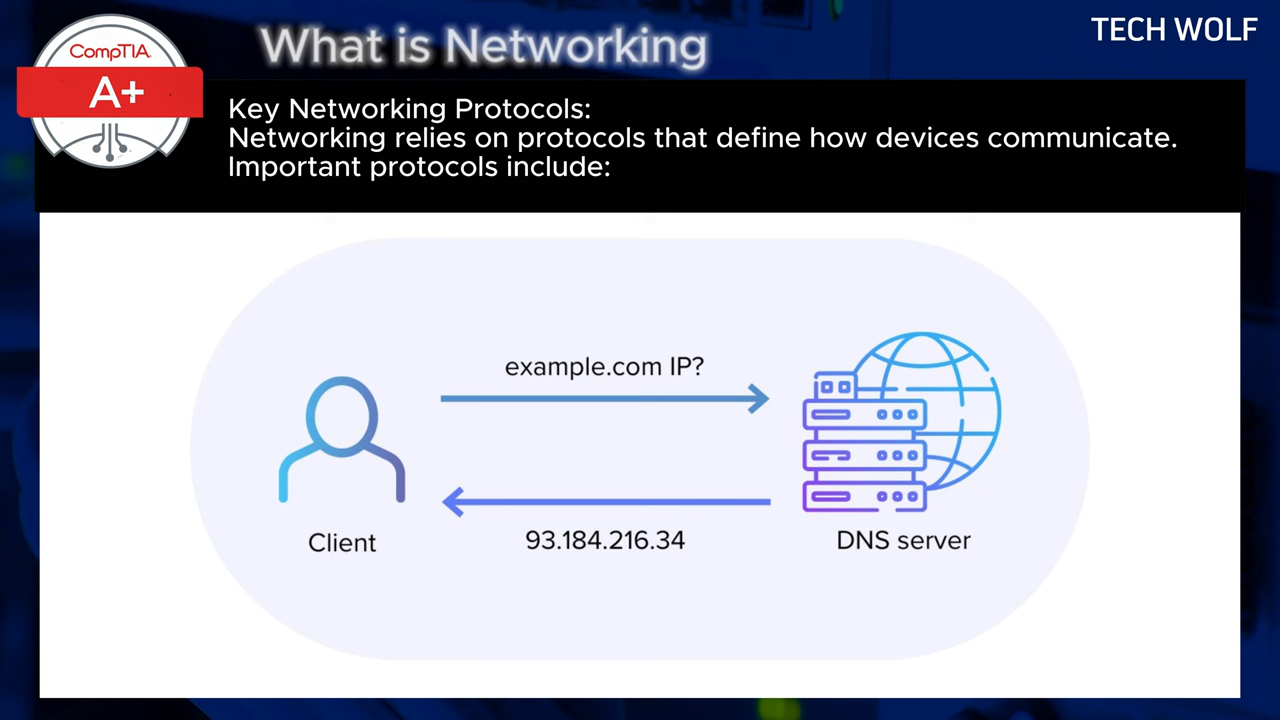 What is Networking
TECH WOLF
CompTIA.
A+
Key Networking Protocols:
Networking relies on protocols that define how devices communicate.
Important protocols include:
example.com IP?
93.184.216.34
Client
DNS server